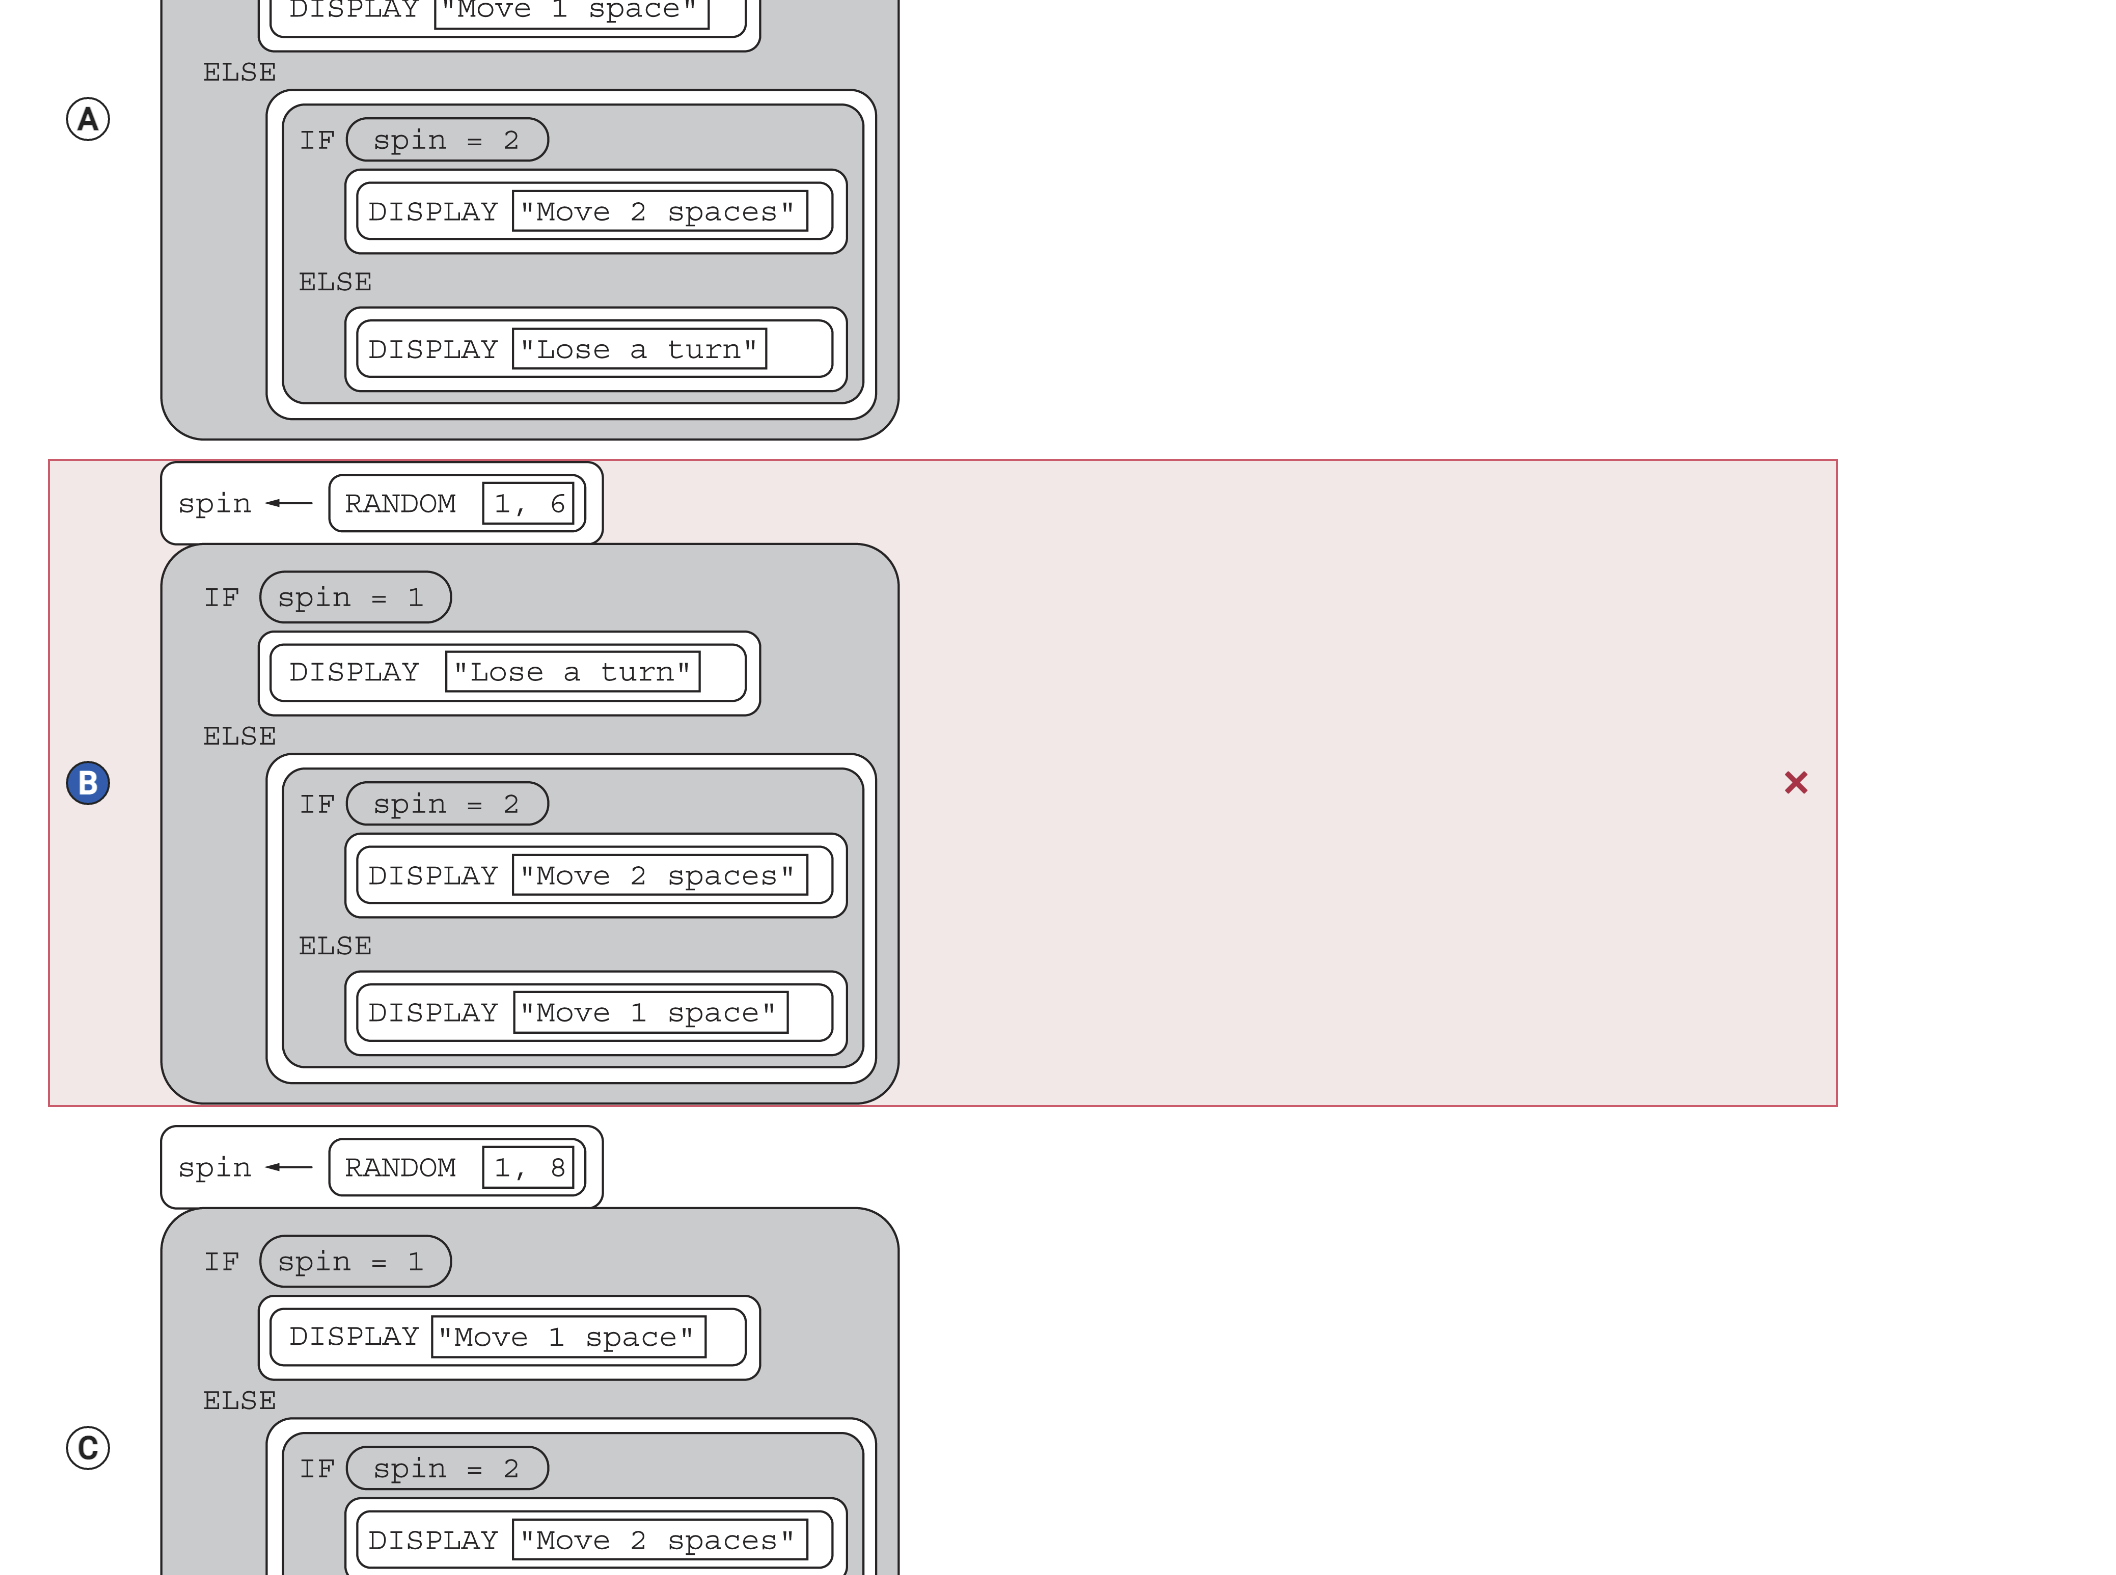 DISPLAY "Move 1 space"
ELSE
A
IF spin = 2
DISPLAY "Move 2 spaces"
ELSE
DISPLAY "Lose a turn"
spin ← RANDOM 1, 6
IF spin = 1
DISPLAY "Lose a turn"
ELSE
B
IF spin = 2
DISPLAY "Move 2 spaces"
ELSE
DISPLAY "Move 1 space"
spin ← RANDOM 1, 8
IF spin = 1
DISPLAY "Move 1 space"
ELSE
C
IF spin = 2
DISPLAY "Move 2 spaces"